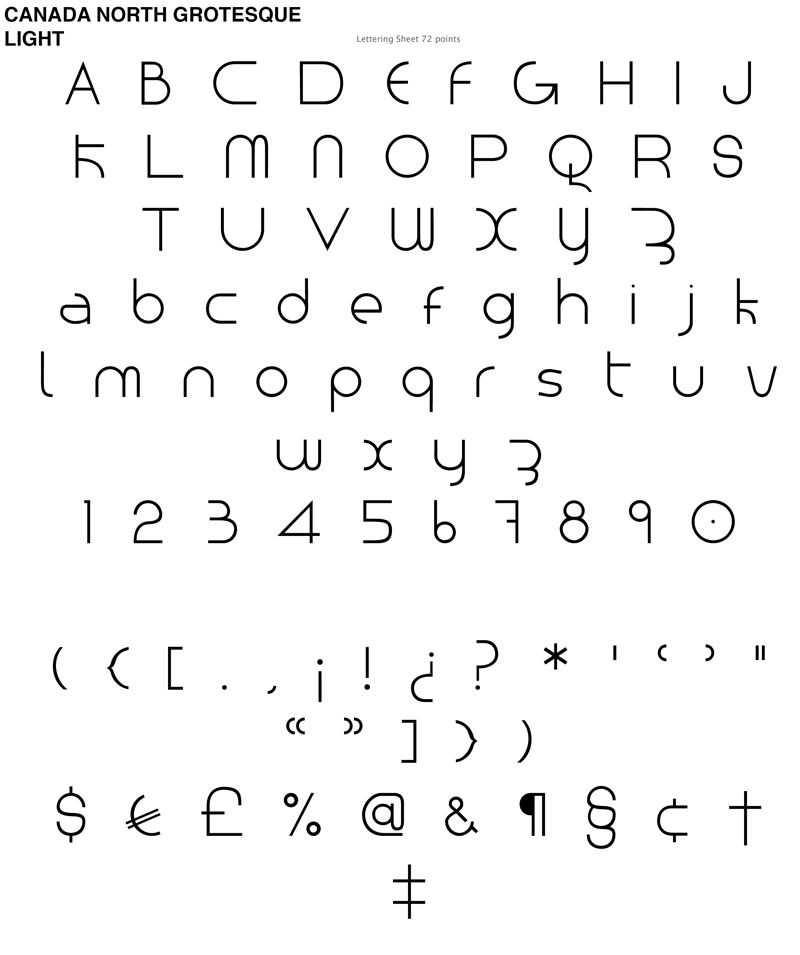 CANADA NORTH GROTESQUE
LIGHT
Lettering Sheet 72 points
A B C D E F G H I J
K L M N O P Q R S
T U V W X Y Z
a b c d e f g h i j k
l m n o p q r s t u v
w x y z
1 2 3 4 5 6 7 8 9 0
( { [ . , ¡ ! ¿ ? * ' ‘ ’ "
“ ” ] } )
$ € £ % @ & ¶ § ¢ †
‡